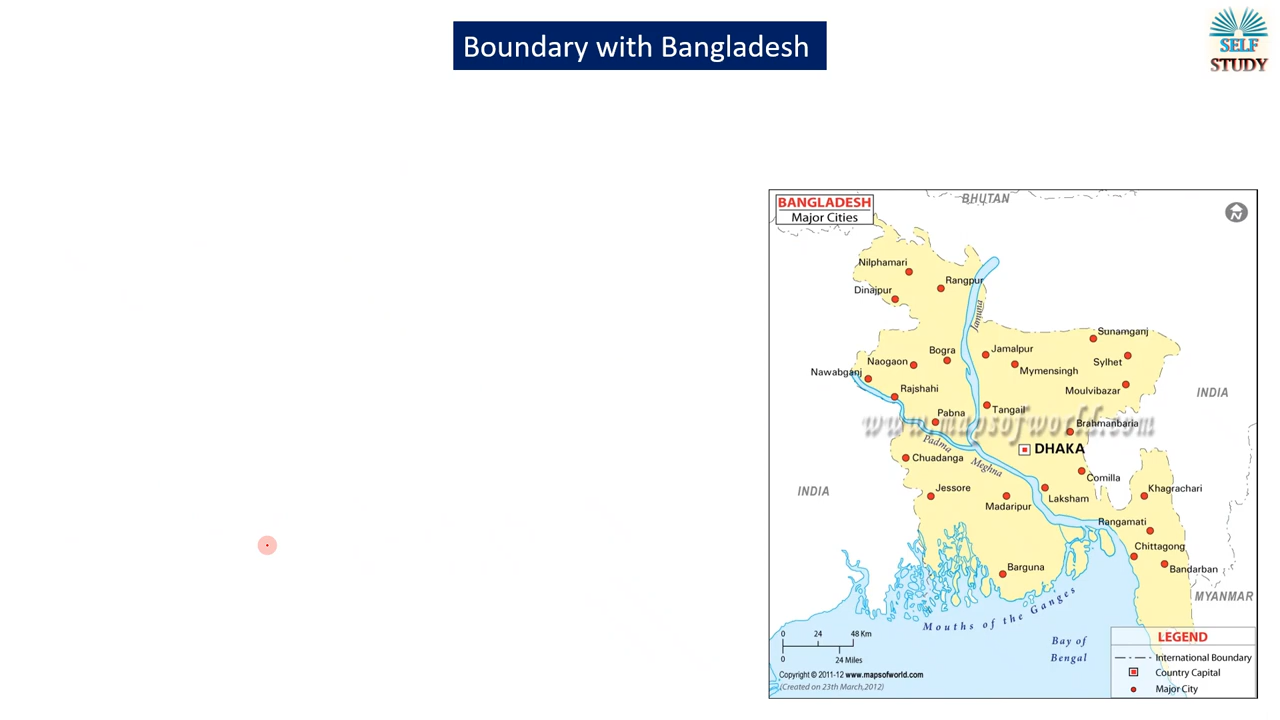 Boundary with Bangladesh
SELF
STUDY
BANGLADESH
Major Cities
BHUTAN
N
Nilphamari
Rangpur
Dinajpur
Jamuna
Sunamganj
Bogra
Jamalpur
Naogaon
Sylhet
Mymensingh
Nawabganj
Rajshahi
Moulvibazar
INDIA
Pabna
Tangail
www.mapsofworld.com
Brahmanbaria
Padma
DHAKA
Chuadanga
Meghna
Comilla
INDIA
Jessore
Khagrachari
Laksham
Madaripur
Rangamati
Chittagong
Barguna
Bandarban
MYANMAR
Mouths of the Ganges
0 24 48 Km
0 24 Miles
Bay of
Bengal
LEGEND
International Boundary
Country Capital
Major City
Copyright © 2011-12 www.mapsofworld.com
(Created on 23th March,2012)